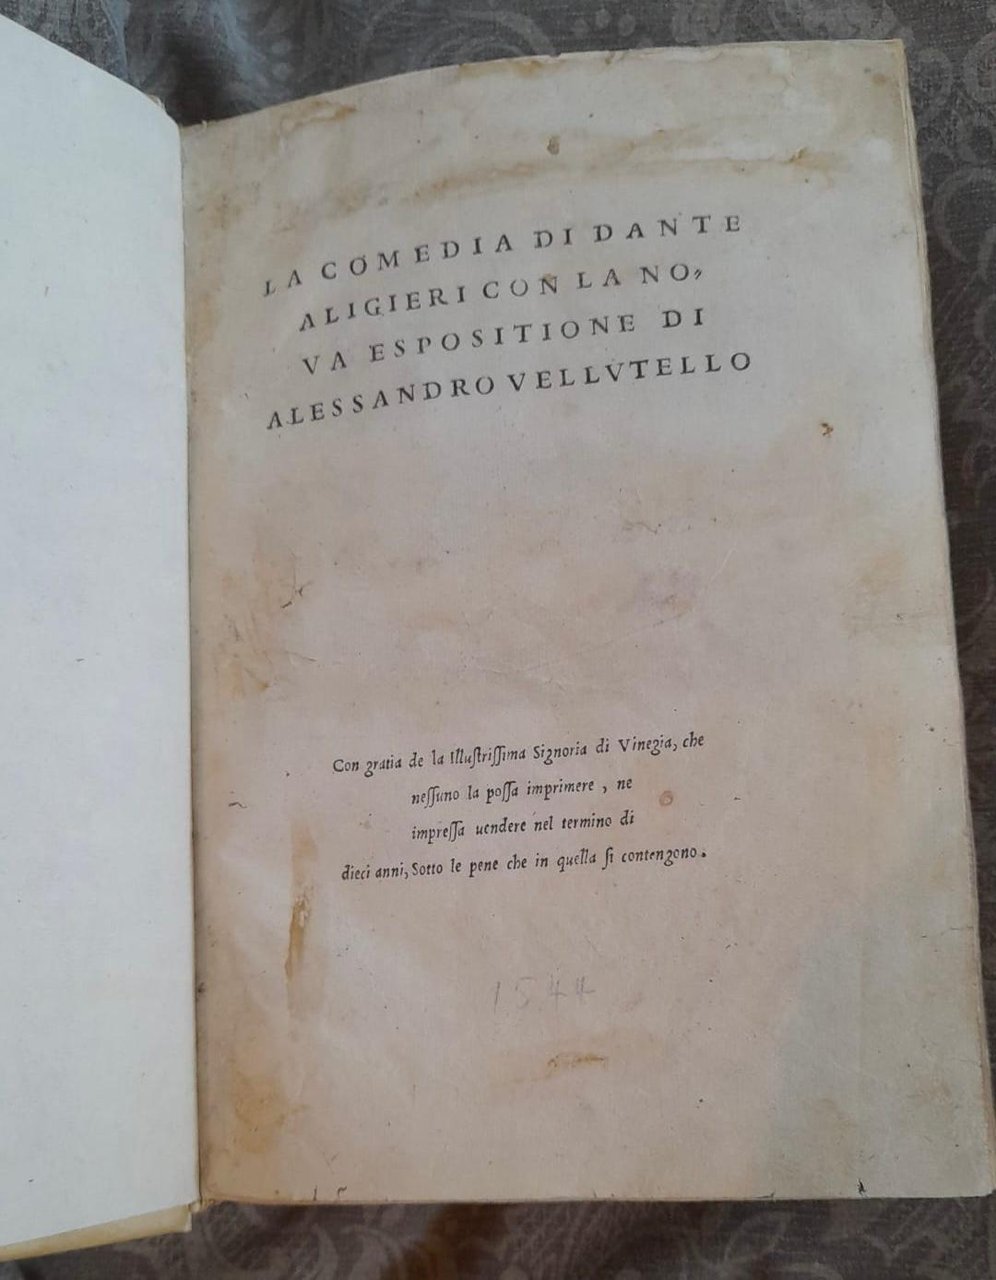 LA COMEDIA DI DANTE
ALIGIERI CON LA NO⸗
VA ESPOSITIONE DI
ALESSANDRO VELLVTELLO
Con gratia de la Illuſtriſſima Signoria di Vinegia, che
neſſuno la poſſa imprimere, ne
impreſſa uendere nel termino di
dieci anni, Sotto le pene che in quella ſi contengono.
1544